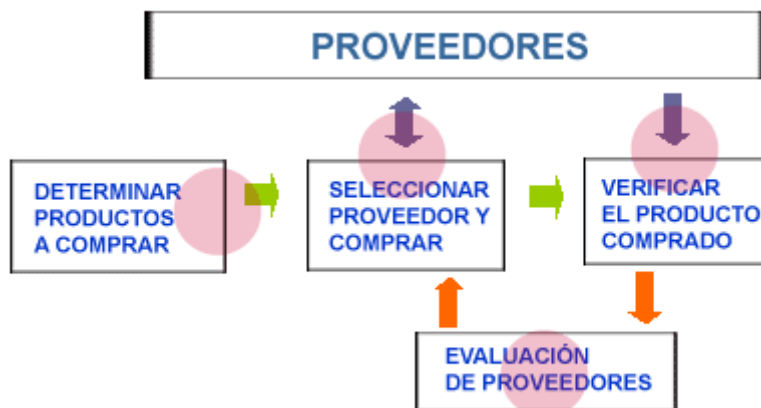 PROVEEDORES
DETERMINAR
PRODUCTOS
A COMPRAR
SELECCIONAR
PROVEEDOR Y
COMPRAR
VERIFICAR
EL PRODUCTO
COMPRADO
EVALUACIÓN
DE PROVEEDORES